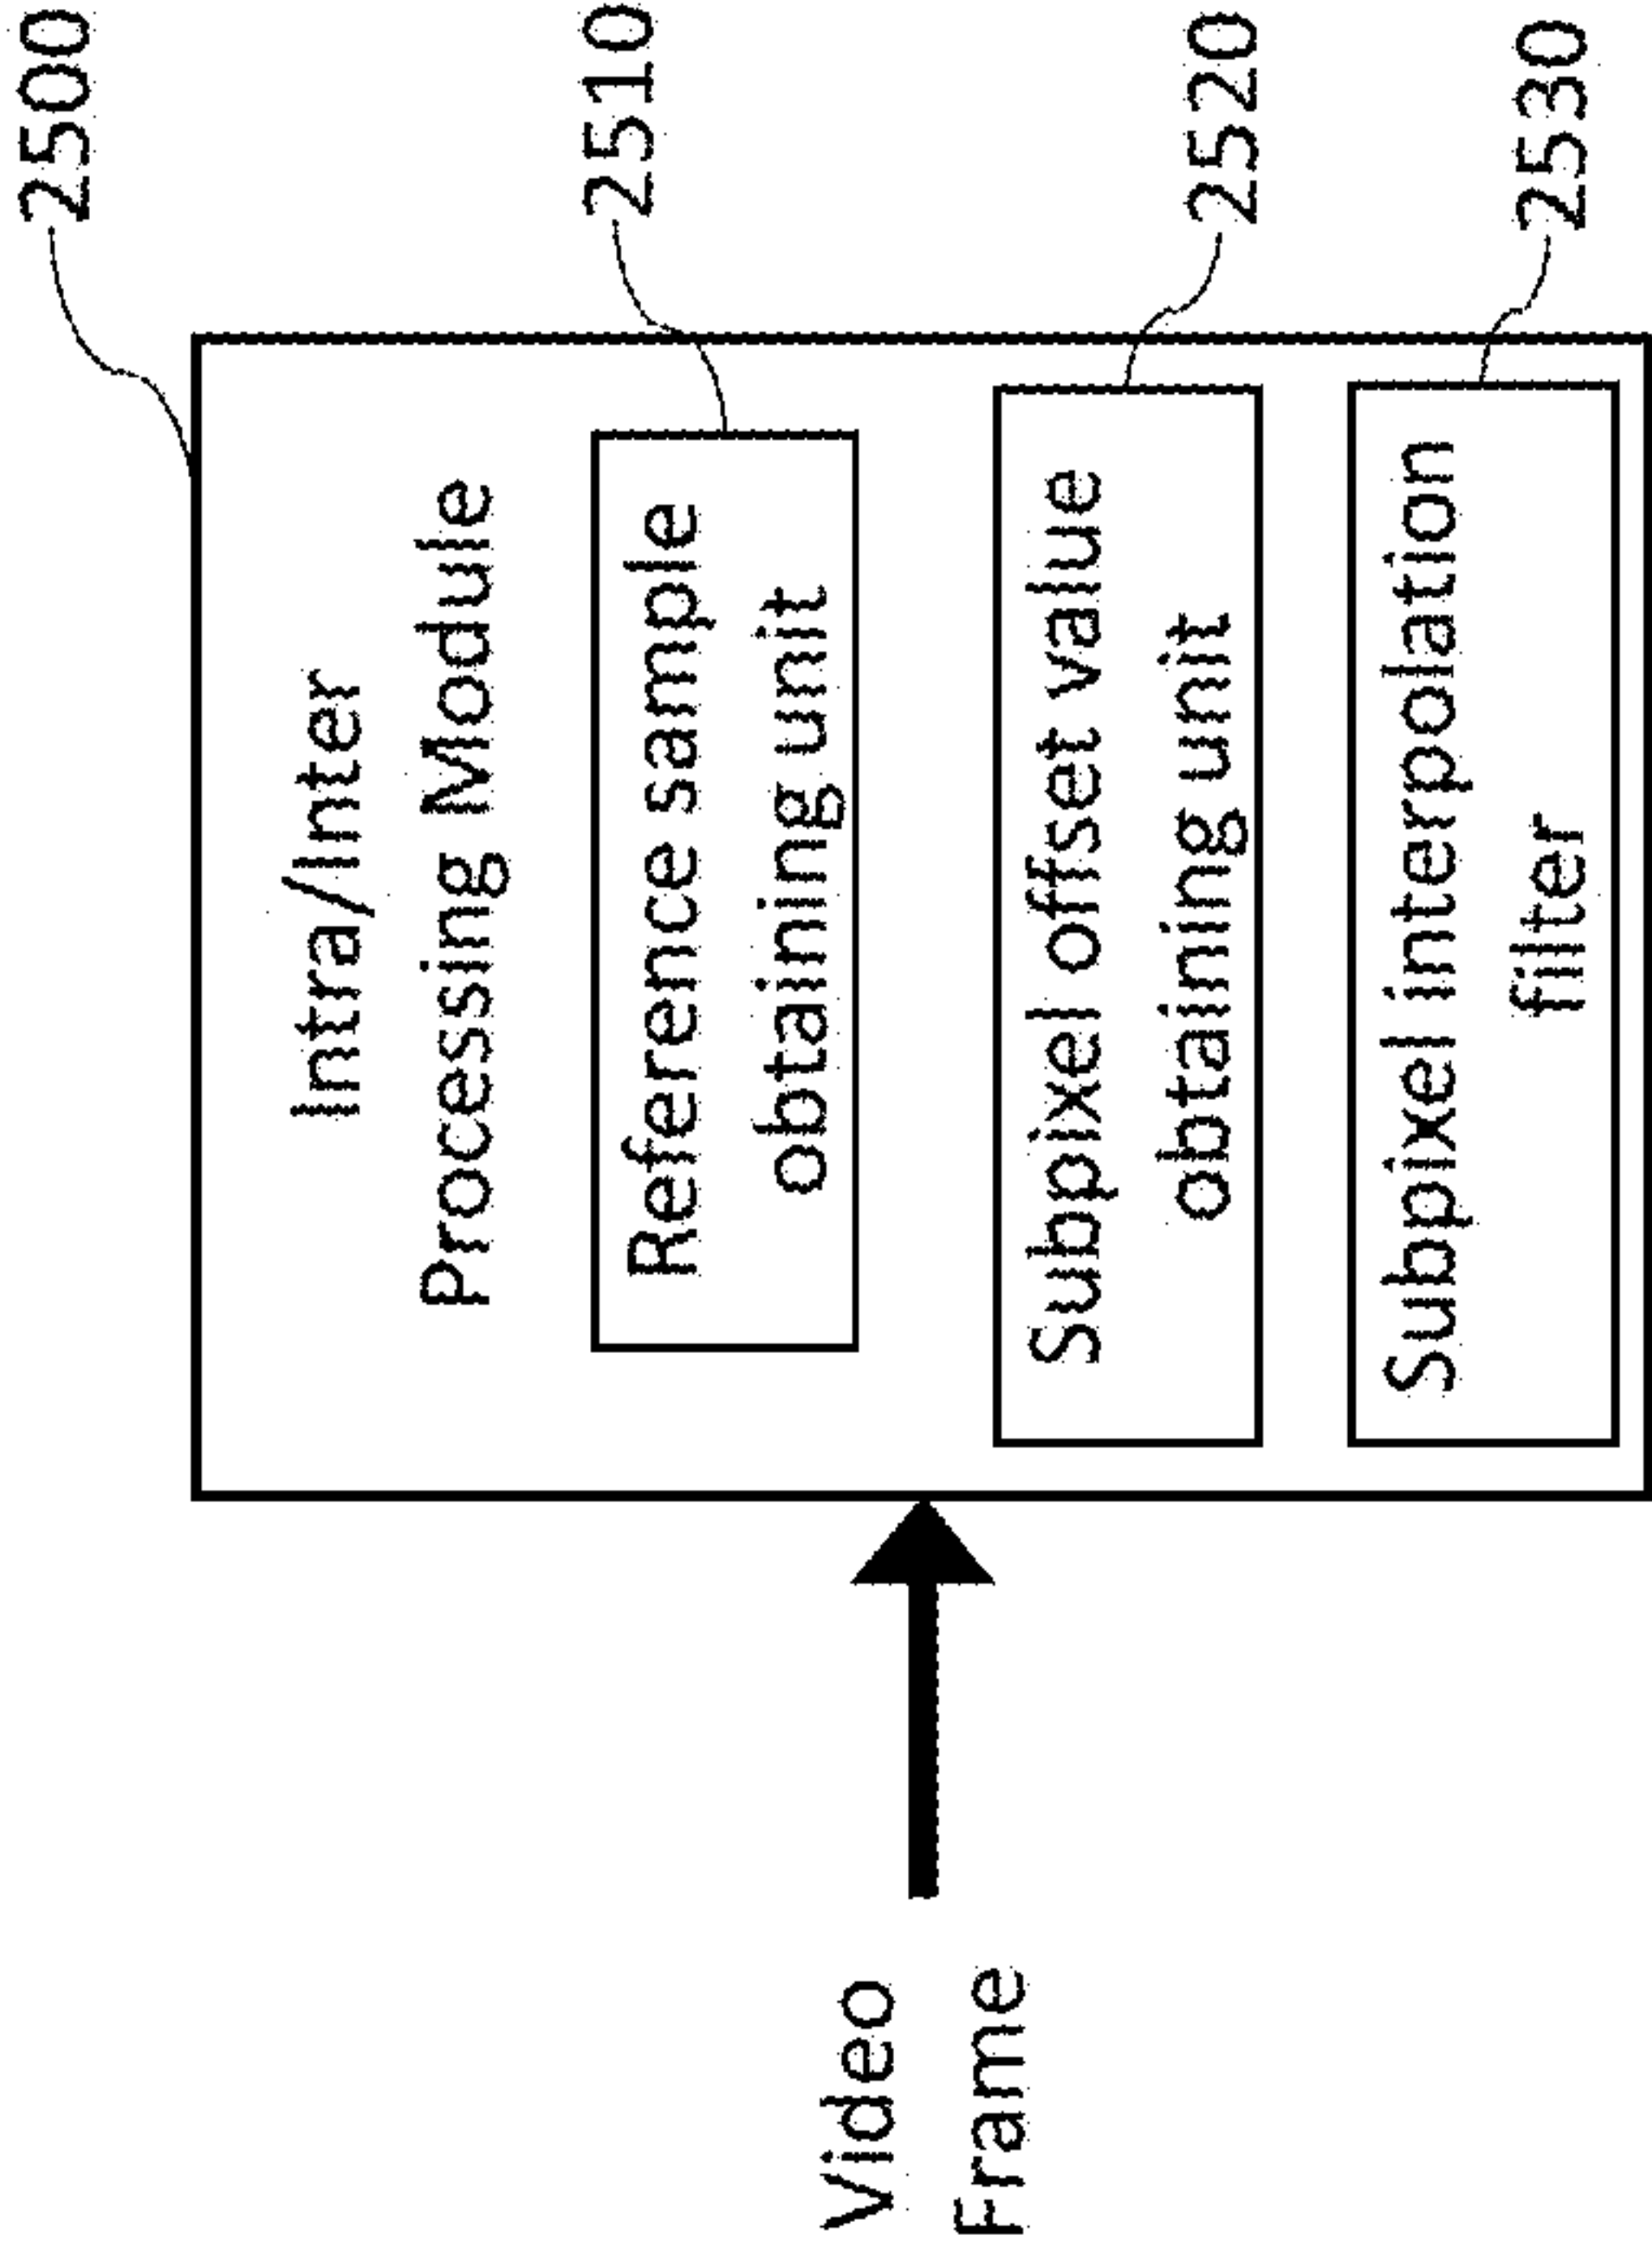 2500
Intra/Inter
Processing Module
2510
Reference sample
obtaining unit
2520
Subpixel offset value
obtaining unit
2530
Subpixel interpolation
filter
Video
Frame